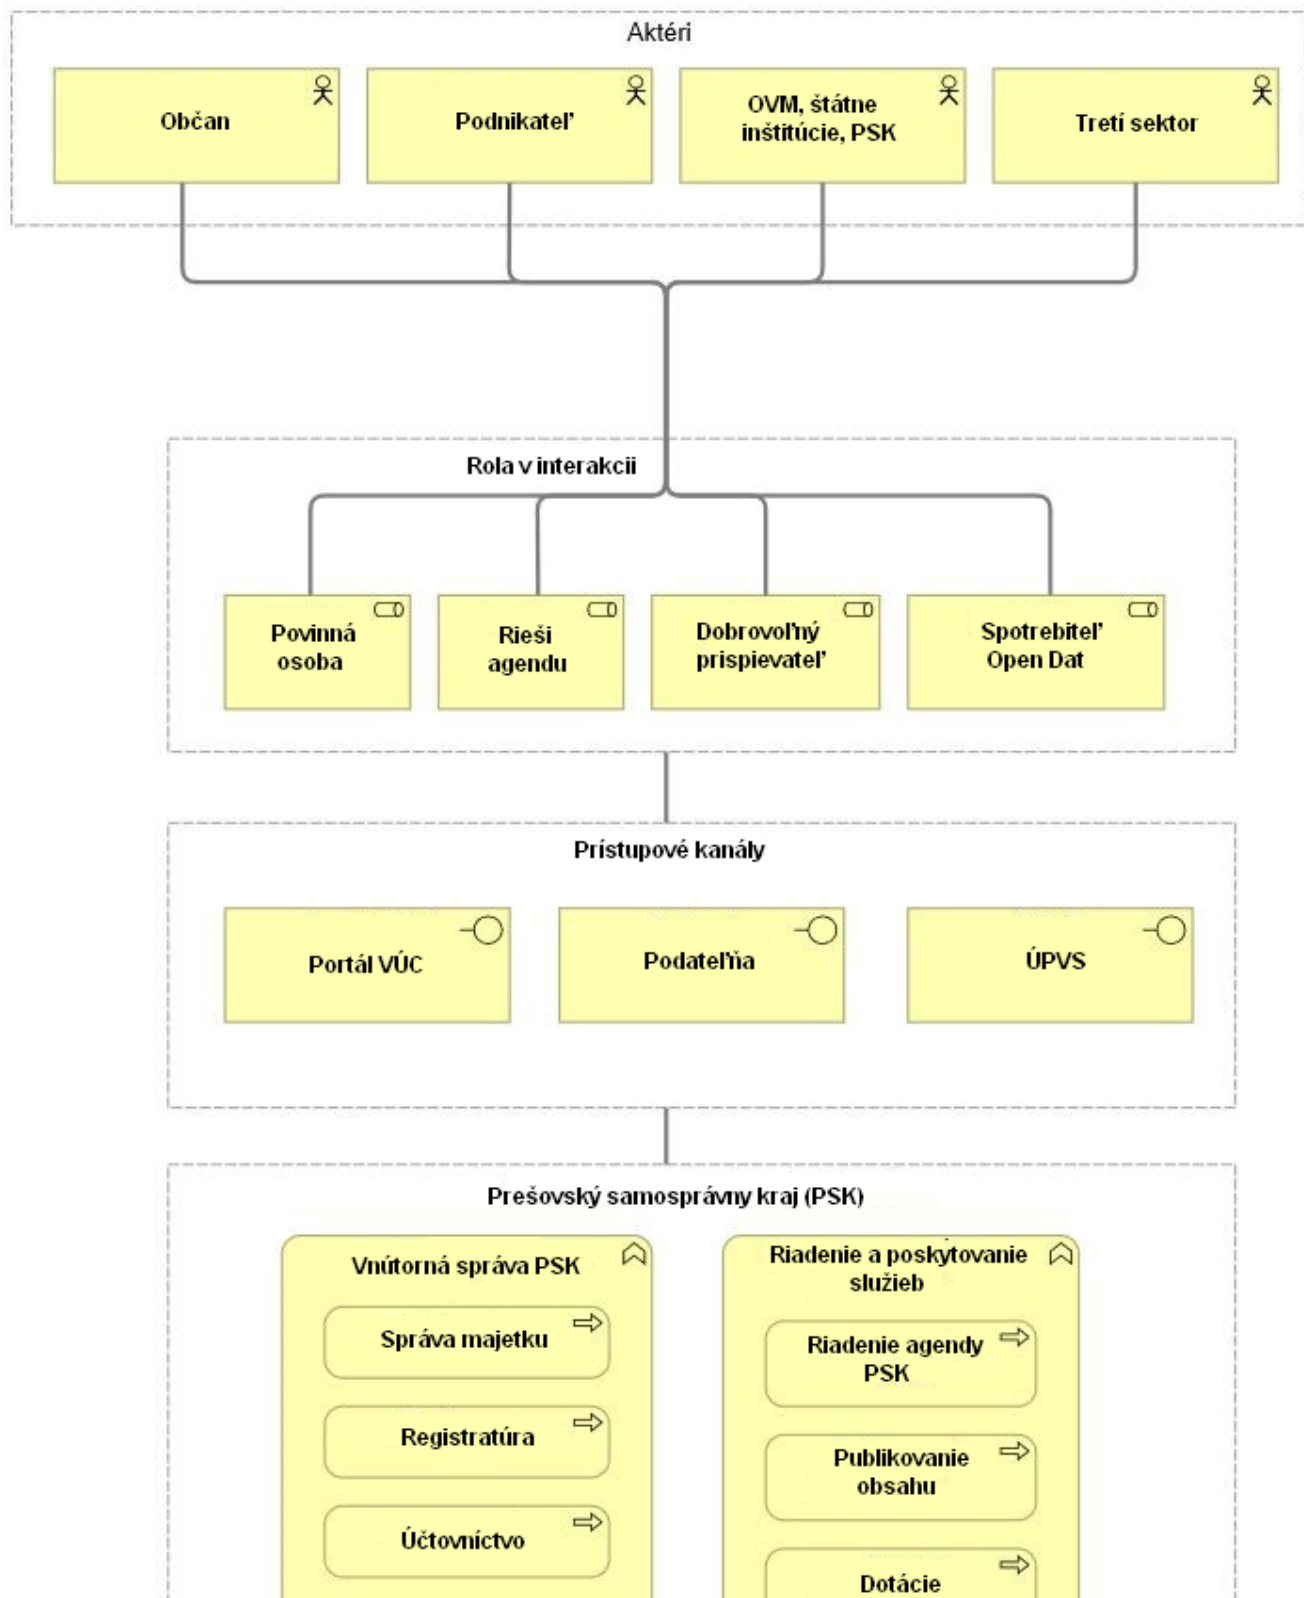 Aktéri
Občan
Podnikateľ
OVM, štátne
inštitúcie, PSK
Tretí sektor
Rola v interakcii
Povinná
osoba
Rieši
agendu
Dobrovoľný
prispievateľ
Spotrebiteľ
Open Dat
Prístupové kanály
Portál VÚC
Podateľňa
ÚPVS
Prešovský samosprávny kraj (PSK)
Vnútorná správa PSK
Správa majetku
Registratúra
Účtovníctvo
Riadenie a poskytovanie
služieb
Riadenie agendy
PSK
Publikovanie
obsahu
Dotácie